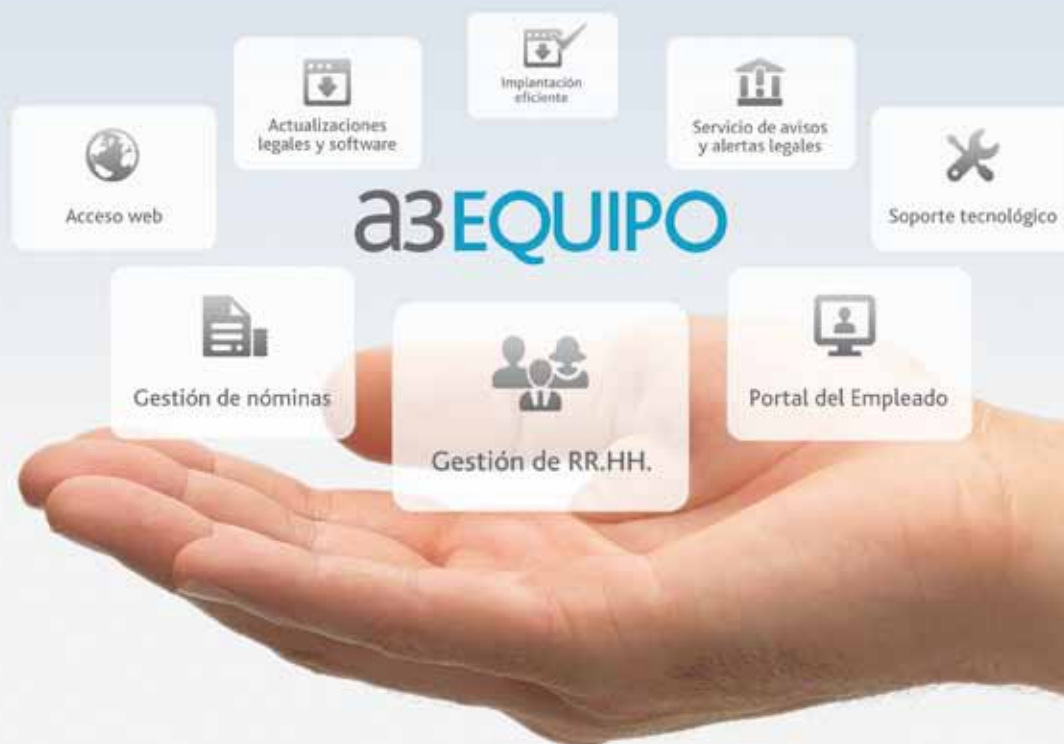 Implantación
eficiente
Actualizaciones
legales y software
Servicio de avisos
y alertas legales
Acceso web
Soporte tecnológico
a3EQUIPO
Gestión de nóminas
Portal del Empleado
Gestión de RR.HH.